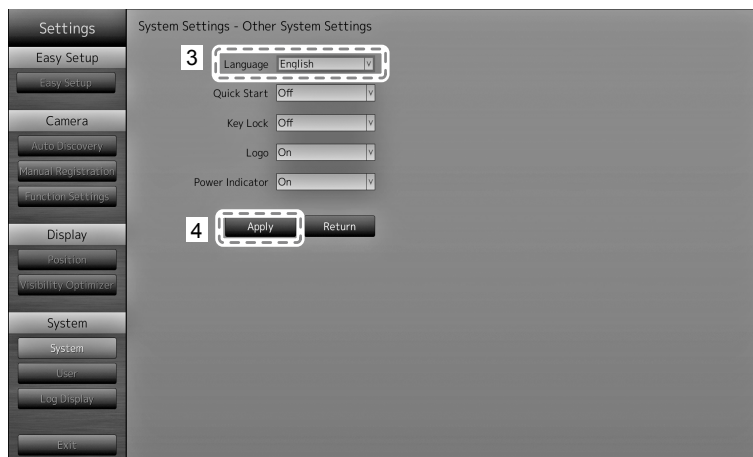 Settings
System Settings - Other System Settings
Easy Setup
Easy Setup
Camera
Auto Discovery
Manual Registration
Function Settings
Display
Position
Visibility Optimizer
System
System
User
Log Display
Exit
3
Language English
Quick Start Off
Key Lock Off
Logo On
Power Indicator On
4
Apply Return